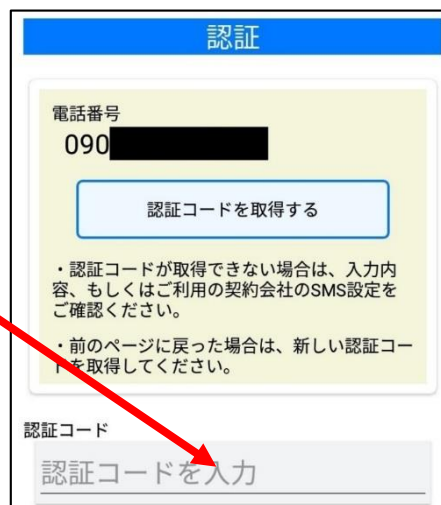 認証
電話番号
090
認証コードを取得する
・認証コードが取得できない場合は、入力内
容、もしくはご利用の契約会社のSMS設定を
ご確認ください。
・前のページに戻った場合は、新しい認証コー
ドを取得してください。
認証コード
認証コードを入力